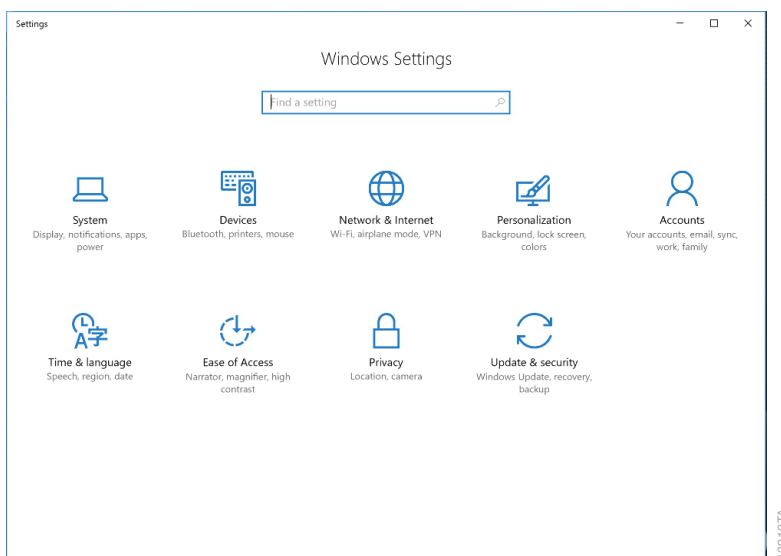 Settings
Windows Settings
Find a setting
System
Display, notifications, apps,
power
Devices
Bluetooth, printers, mouse
Network & Internet
Wi-Fi, airplane mode, VPN
Personalization
Background, lock screen,
colors
Accounts
Your accounts, email, sync,
work, family
A字
Time & language
Speech, region, date
Ease of Access
Narrator, magnifier, high
contrast
Privacy
Location, camera
Update & security
Windows Update, recovery,
backup